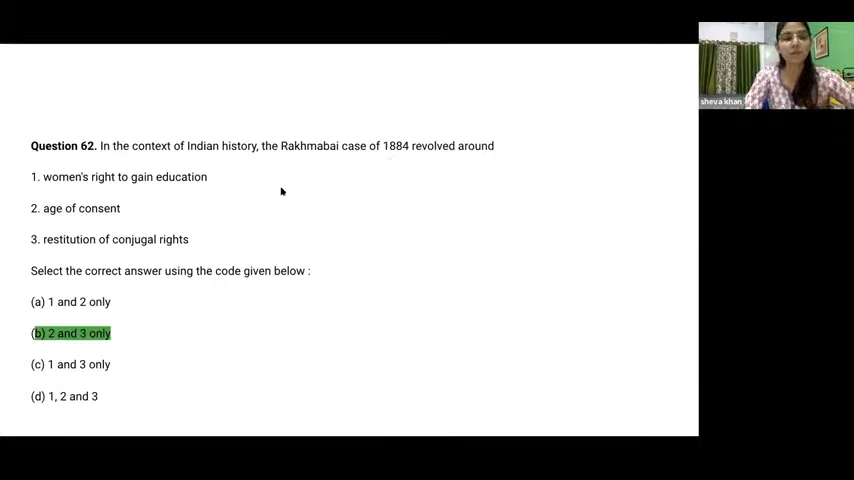 sheva khan
Question 62. In the context of Indian history, the Rakhmabai case of 1884 revolved around
1. women's right to gain education
2. age of consent
3. restitution of conjugal rights
Select the correct answer using the code given below :
(a) 1 and 2 only
(b) 2 and 3 only
(c) 1 and 3 only
(d) 1, 2 and 3